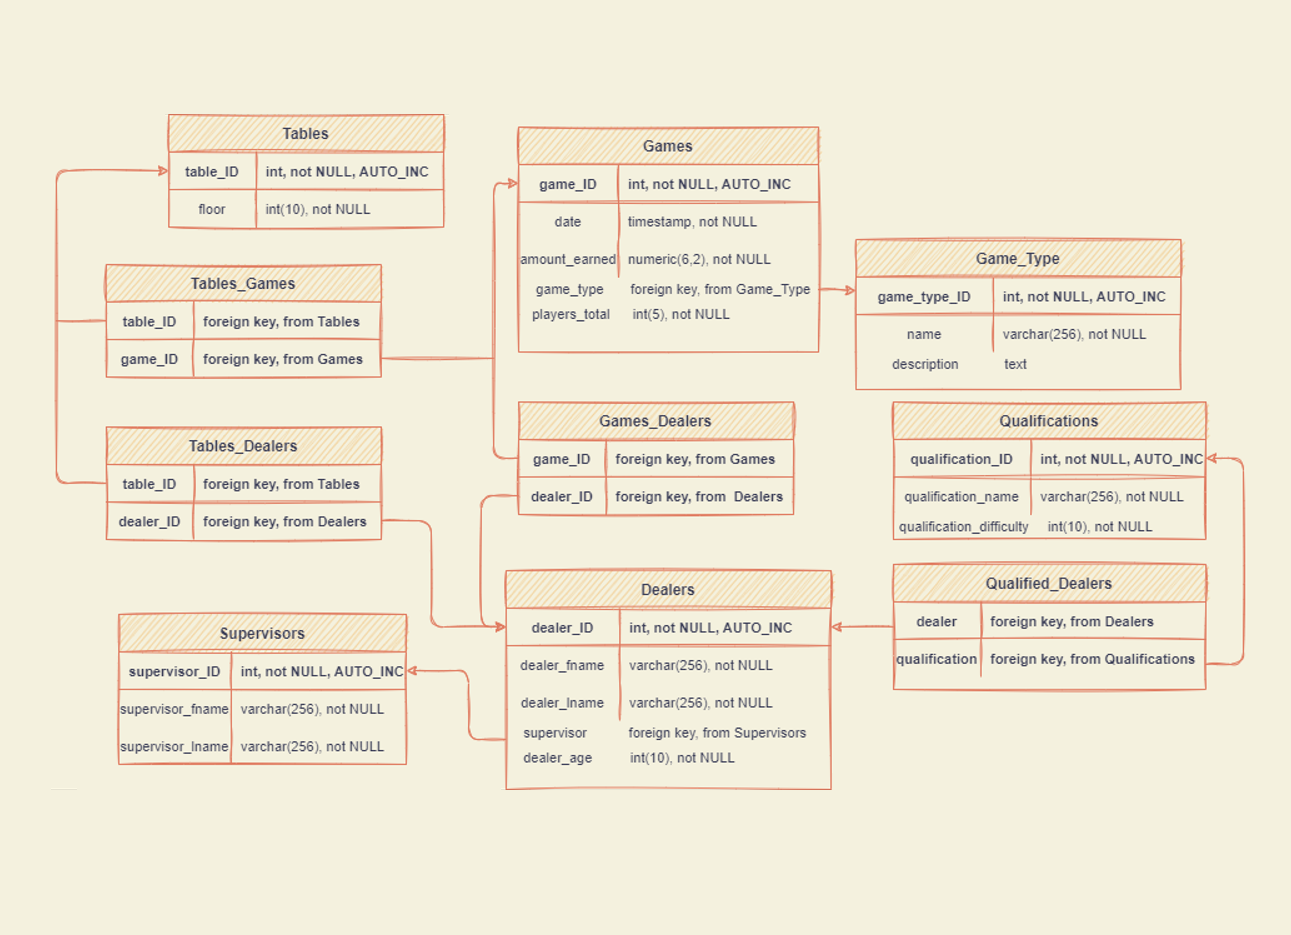 Tables
table_ID int, not NULL, AUTO_INC
floor int(10), not NULL
Games
game_ID int, not NULL, AUTO_INC
date timestamp, not NULL
amount_earned numeric(6,2), not NULL
game_type foreign key, from Game_Type
players_total int(5), not NULL
Game_Type
game_type_ID int, not NULL, AUTO_INC
name varchar(256), not NULL
description text
Tables_Games
table_ID foreign key, from Tables
game_ID foreign key, from Games
Tables_Dealers
table_ID foreign key, from Tables
dealer_ID foreign key, from Dealers
Games_Dealers
game_ID foreign key, from Games
dealer_ID foreign key, from Dealers
Qualifications
qualification_ID int, not NULL, AUTO_INC
qualification_name varchar(256), not NULL
qualification_difficulty int(10), not NULL
Supervisors
supervisor_ID int, not NULL, AUTO_INC
supervisor_fname varchar(256), not NULL
supervisor_lname varchar(256), not NULL
Dealers
dealer_ID int, not NULL, AUTO_INC
dealer_fname varchar(256), not NULL
dealer_lname varchar(256), not NULL
supervisor foreign key, from Supervisors
dealer_age int(10), not NULL
Qualified_Dealers
dealer foreign key, from Dealers
qualification foreign key, from Qualifications